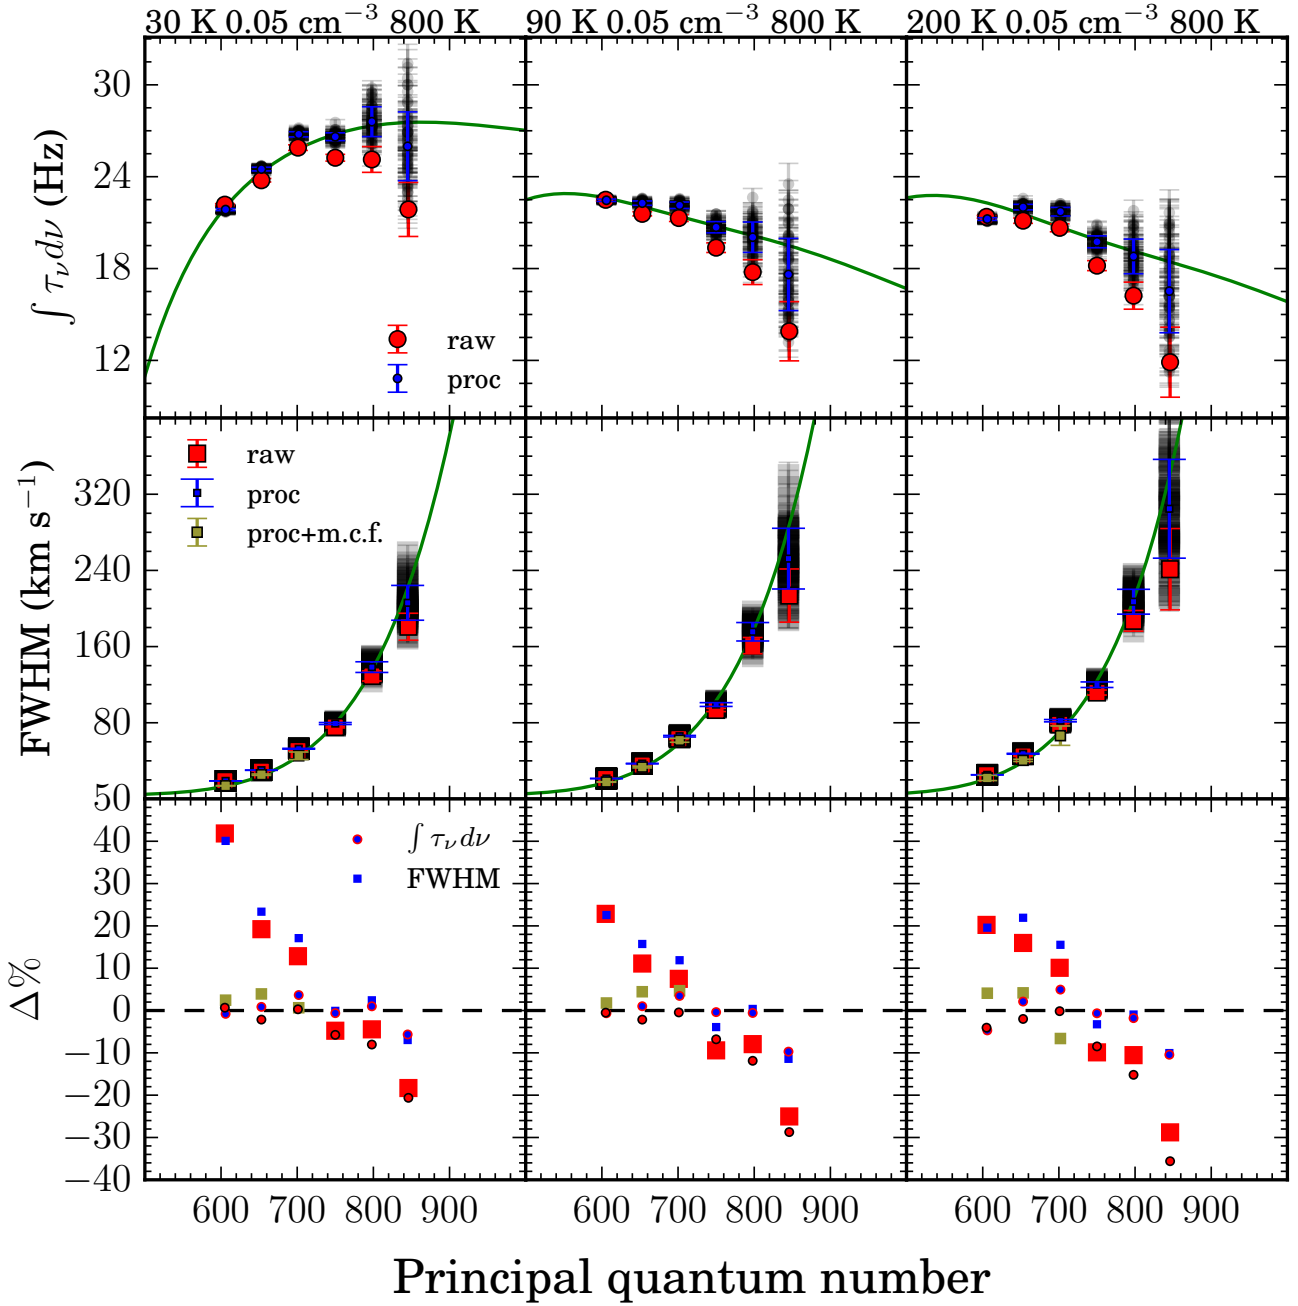 30 K 0.05 cm⁻³ 800 K
90 K 0.05 cm⁻³ 800 K
200 K 0.05 cm⁻³ 800 K
∫ τ_ν dν (Hz)
30
24
18
12
raw
proc
FWHM (km s⁻¹)
320
240
160
80
50
raw
proc
proc+m.c.f.
Δ%
40
30
20
10
0
−10
−20
−30
−40
∫ τ_ν dν
FWHM
600 700 800 900
600 700 800 900
600 700 800 900
Principal quantum number